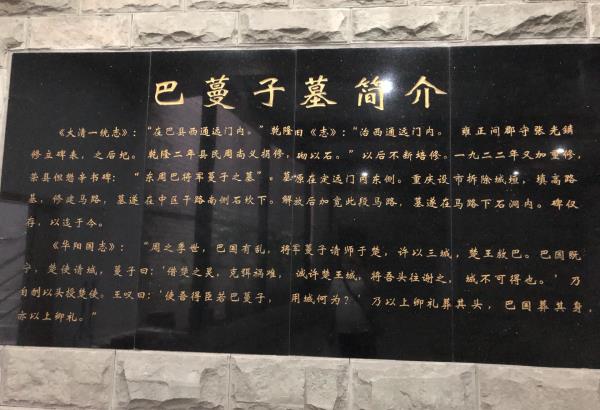 巴蔓子墓简介
《大清一统志》：“在巴县西通远门内。”乾隆旧《志》：“治西通远门内。雍正间郡守张光鏻
修立碑表，之后圮。乾隆二年县民周尚义捐修，砌以石。”以后不断培修。一九二二年又加重修，
荣县但懋辛书碑：“东周巴将军蔓子之墓”。墓原在定远门西东侧。重庆设市拆除城垣，填高路
基，修建马路，墓遂在中区干路南侧石坎下。解放后加宽此段马路，墓遂在马路下石洞内。碑仅
存，以迄于今。
《华阳国志》：“周之季世，巴国有乱，将军蔓子请师于楚，许以三城，楚王救巴。巴国既
宁，楚使请城，蔓子曰：‘借楚之灵，克弭祸难，诚许楚王城，将吾头往谢之，城不可得也。’乃
自刎以头授楚使。王叹曰：‘使吾得臣若巴蔓子，用城何为？’乃以上卿礼葬其头，巴国葬其身，
亦以上卿礼。”